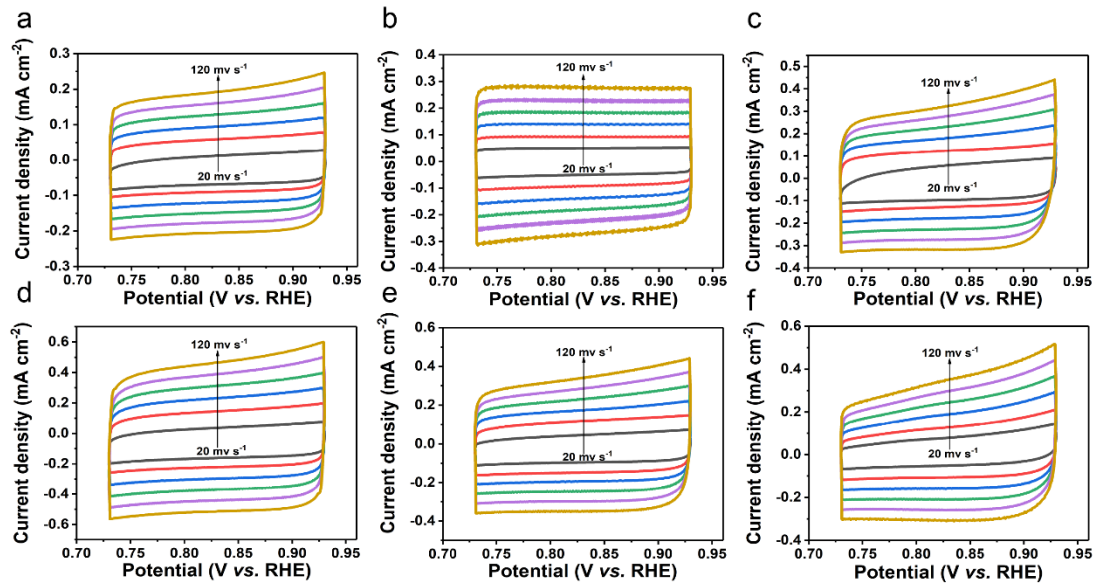 a
Current density (mA cm⁻²)
0.3
0.2
0.1
0.0
-0.1
-0.2
-0.3
120 mv s⁻¹
20 mv s⁻¹
0.70 0.75 0.80 0.85 0.90 0.95
Potential (V vs. RHE)
b
Current density (mA cm⁻²)
0.4
0.3
0.2
0.1
0.0
-0.1
-0.2
-0.3
-0.4
120 mv s⁻¹
20 mv s⁻¹
0.70 0.75 0.80 0.85 0.90 0.95
Potential (V vs. RHE)
c
Current density (mA cm⁻²)
0.5
0.4
0.3
0.2
0.1
0.0
-0.1
-0.2
-0.3
-0.4
120 mv s⁻¹
20 mv s⁻¹
0.70 0.75 0.80 0.85 0.90 0.95
Potential (V vs. RHE)
d
Current density (mA cm⁻²)
0.6
0.4
0.2
0.0
-0.2
-0.4
-0.6
120 mv s⁻¹
20 mv s⁻¹
0.70 0.75 0.80 0.85 0.90 0.95
Potential (V vs. RHE)
e
Current density (mA cm⁻²)
0.6
0.4
0.2
0.0
-0.2
-0.4
120 mv s⁻¹
20 mv s⁻¹
0.70 0.75 0.80 0.85 0.90 0.95
Potential (V vs. RHE)
f
Current density (mA cm⁻²)
0.6
0.4
0.2
0.0
-0.2
-0.4
120 mv s⁻¹
20 mv s⁻¹
0.70 0.75 0.80 0.85 0.90 0.95
Potential (V vs. RHE)